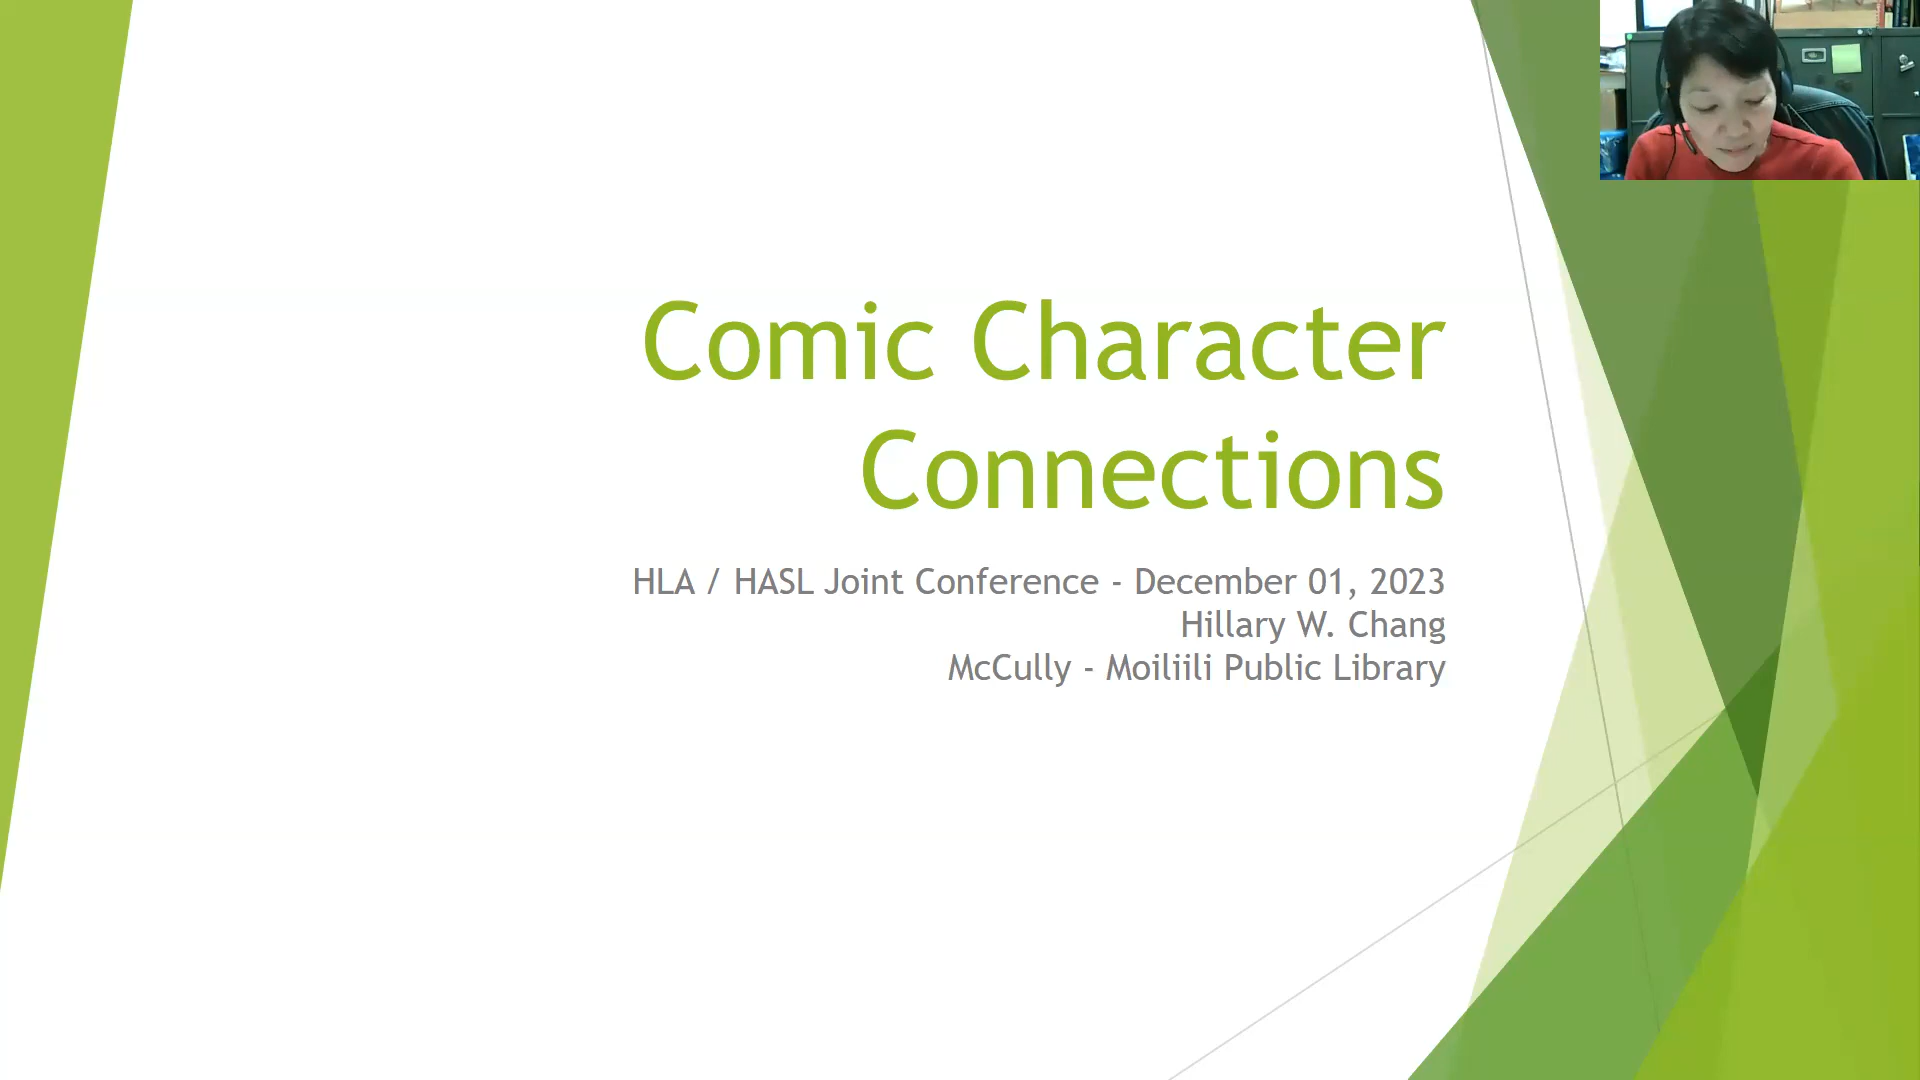 Comic Character
Connections
HLA / HASL Joint Conference - December 01, 2023
Hillary W. Chang
McCully - Moiliili Public Library